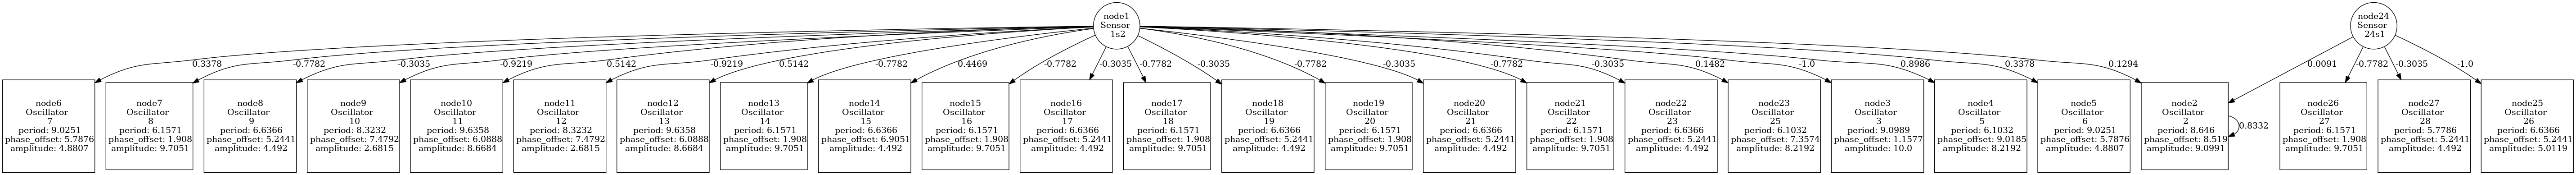 node1
Sensor
1s2
node24
Sensor
24s1
0.3378
-0.7782
-0.3035
-0.9219
0.5142
-0.9219
0.5142
-0.7782
0.4469
-0.7782
-0.3035
-0.7782
-0.3035
-0.7782
-0.3035
-0.7782
-0.3035
0.1482
-1.0
0.8986
0.3378
0.1294
0.0091
-0.7782
-0.3035
-1.0
node6
Oscillator
7
period: 9.0251
phase_offset: 5.7876
amplitude: 4.8807
node7
Oscillator
8
period: 6.1571
phase_offset: 1.908
amplitude: 9.7051
node8
Oscillator
9
period: 6.6366
phase_offset: 5.2441
amplitude: 4.492
node9
Oscillator
10
period: 8.3232
phase_offset: 7.4792
amplitude: 2.6815
node10
Oscillator
11
period: 9.6358
phase_offset: 6.0888
amplitude: 8.6684
node11
Oscillator
12
period: 8.3232
phase_offset: 7.4792
amplitude: 2.6815
node12
Oscillator
13
period: 9.6358
phase_offset: 6.0888
amplitude: 8.6684
node13
Oscillator
14
period: 6.1571
phase_offset: 1.908
amplitude: 9.7051
node14
Oscillator
15
period: 6.6366
phase_offset: 6.9051
amplitude: 4.492
node15
Oscillator
16
period: 6.1571
phase_offset: 1.908
amplitude: 9.7051
node16
Oscillator
17
period: 6.6366
phase_offset: 5.2441
amplitude: 4.492
node17
Oscillator
18
period: 6.1571
phase_offset: 1.908
amplitude: 9.7051
node18
Oscillator
19
period: 6.6366
phase_offset: 5.2441
amplitude: 4.492
node19
Oscillator
20
period: 6.1571
phase_offset: 1.908
amplitude: 9.7051
node20
Oscillator
21
period: 6.6366
phase_offset: 5.2441
amplitude: 4.492
node21
Oscillator
22
period: 6.1571
phase_offset: 1.908
amplitude: 9.7051
node22
Oscillator
23
period: 6.6366
phase_offset: 5.2441
amplitude: 4.492
node23
Oscillator
25
period: 6.1032
phase_offset: 7.3574
amplitude: 8.2192
node3
Oscillator
3
period: 9.0989
phase_offset: 1.1577
amplitude: 10.0
node4
Oscillator
5
period: 6.1032
phase_offset: 9.0185
amplitude: 8.2192
node5
Oscillator
6
period: 9.0251
phase_offset: 5.7876
amplitude: 4.8807
node2
Oscillator
2
period: 8.646
phase_offset: 8.519
amplitude: 9.0991
0.8332
node26
Oscillator
27
period: 6.1571
phase_offset: 1.908
amplitude: 9.7051
node27
Oscillator
28
period: 5.7786
phase_offset: 5.2441
amplitude: 4.492
node25
Oscillator
26
period: 6.6366
phase_offset: 5.2441
amplitude: 5.0119